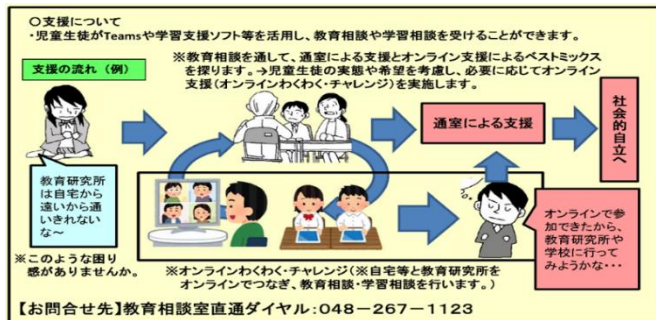 ○支援について
・児童生徒がTeamsや学習支援ソフト等を活用し、教育相談や学習相談を受けることができます。
支援の流れ（例）
※教育相談を通して、通室による支援とオンライン支援によるベストミックス
を探ります。→児童生徒の実態や希望を考慮し、必要に応じてオンライン
支援（オンラインわくわく・チャレンジ）を実施します。
通室による支援
社会的自立へ
教育研究所
は自宅から
遠いから通
いきれない
な～
※このような困り
感がありませんか。
オンラインで参
加できたから、
教育研究所や
学校に行って
みようかな・・・
※オンラインわくわく・チャレンジ（※自宅等と教育研究所を
オンラインでつなぎ、教育相談・学習相談を行います。）
【お問合せ先】教育相談室直通ダイヤル：048－267－1123